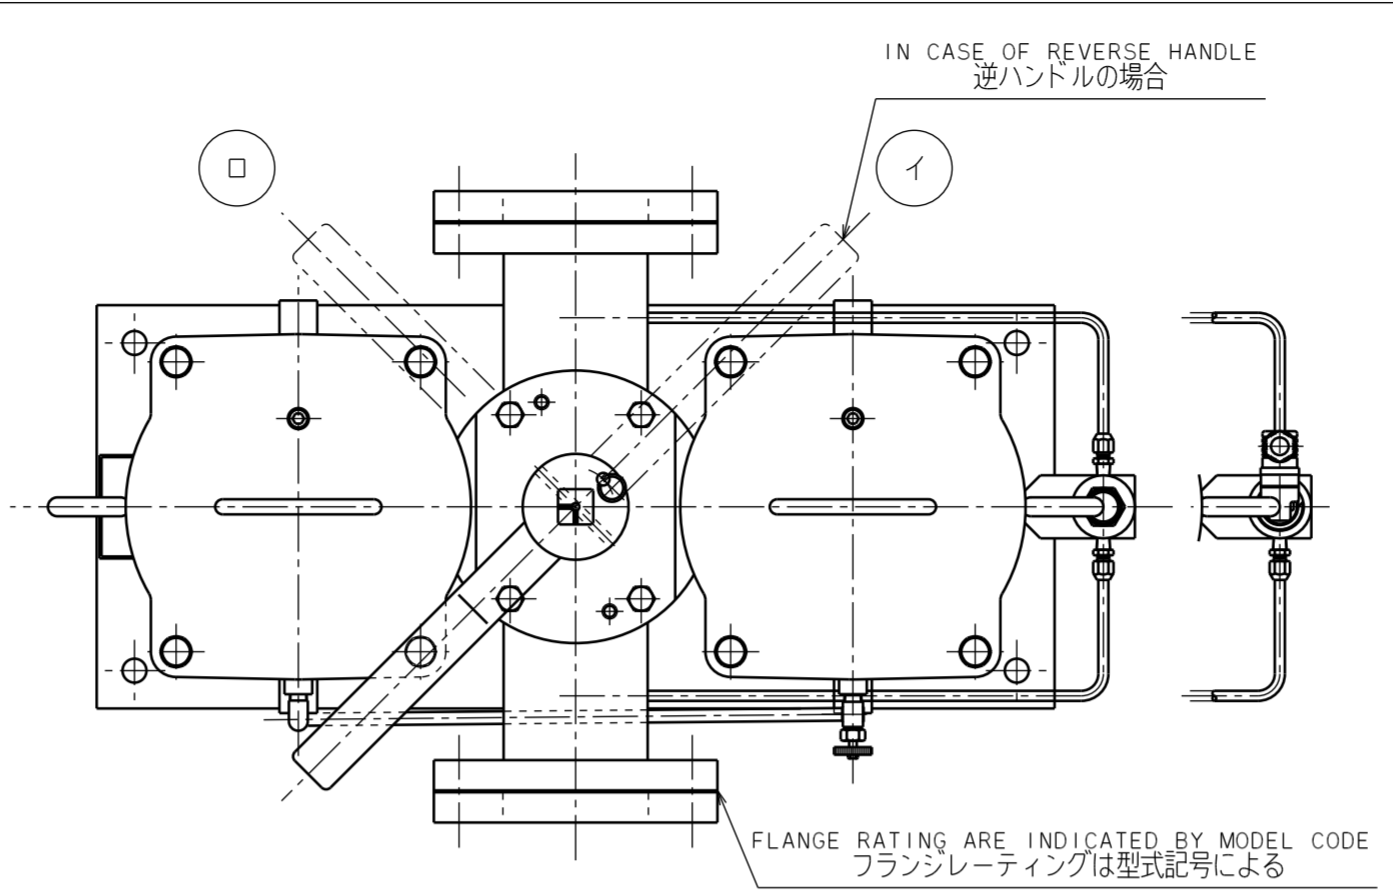 IN CASE OF REVERSE HANDLE
逆ハンドルの場合
ロ
イ
FLANGE RATING ARE INDICATED BY MODEL CODE
フランジレーティングは型式記号による